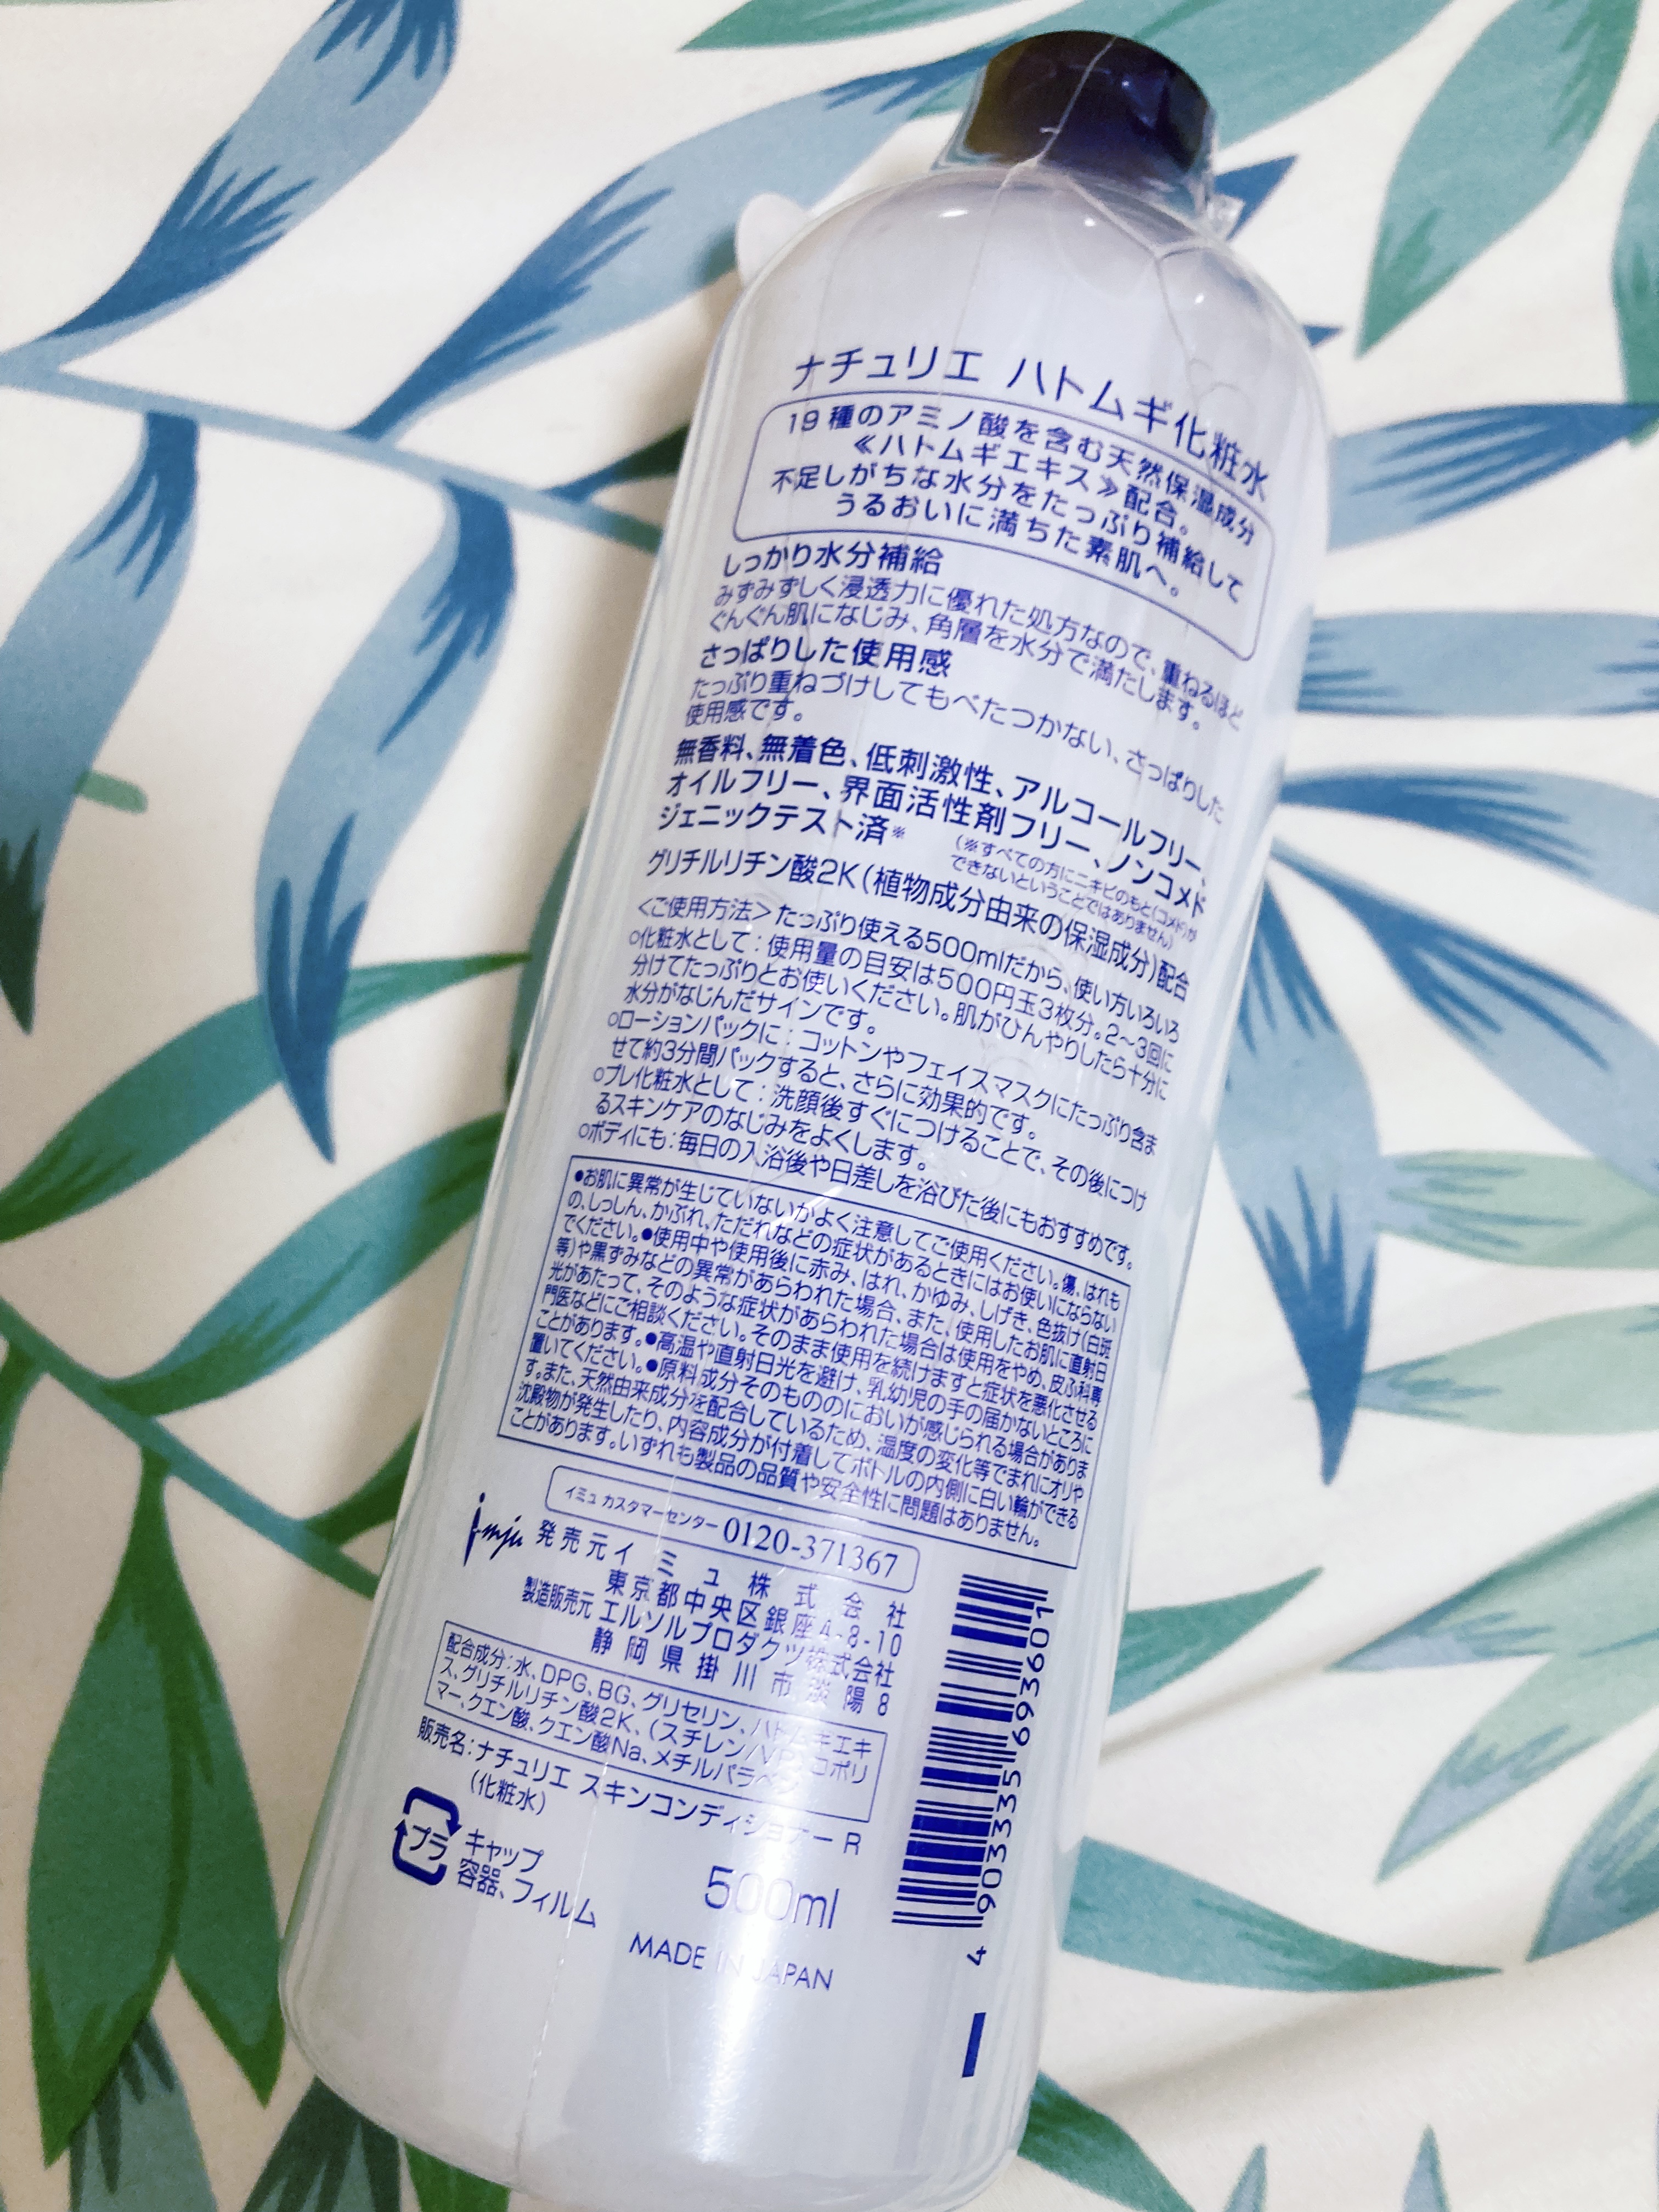 ナチュリエ ハトムギ化粧水
19種のアミノ酸を含む天然保湿成分
≪ハトムギエキス≫配合。
不足しがちな水分をたっぷり補給して
うるおいに満ちた素肌へ。
しっかり水分補給
みずみずしく浸透力に優れた処方なので、重ねるほど
ぐんぐん肌になじみ、角層を水分で満たします。
さっぱりした使用感
たっぷり重ねづけしてもべたつかない、さっぱりした
使用感です。
無香料、無着色、低刺激性、アルコールフリー、
オイルフリー、界面活性剤フリー、ノンコメド
ジェニックテスト済※
(※すべての方にニキビのもと(コメド)が
できないということではありません)
グリチルリチン酸2K(植物成分由来の保湿成分)配合
<ご使用方法>たっぷり使える500mlだから、使い方いろいろ
○化粧水として：使用量の目安は500円玉3枚分。2〜3回に
分けてたっぷりとお使いください。肌がひんやりしたら十分に
水分がなじんだサインです。
○ローションパックに：コットンやフェイスマスクにたっぷり含ま
せて約3分間パックすると、さらに効果的です。
○プレ化粧水として：洗顔後すぐにつけることで、その後につけ
るスキンケアのなじみをよくします。
○ボディにも：毎日の入浴後や日差しを浴びた後にもおすすめです。
●お肌に異常が生じていないかよく注意してご使用ください。傷、はれも
の、しっしん、かぶれ、ただれなどの症状があるときにはお使いにならない
でください。●使用中や使用後に赤み、はれ、かゆみ、しげき、色抜け(白斑
等)や黒ずみなどの異常があらわれた場合、また、使用したお肌に直射日
光があたって、そのような症状があらわれた場合は使用をやめ、皮ふ科専
門医などにご相談ください。そのまま使用を続けますと症状を悪化させる
ことがあります。●高温や直射日光を避け、乳幼児の手の届かないところに
置いてください。●原料成分そのもののにおいが感じられる場合がありま
す。また、天然由来成分を配合しているため、温度の変化等でまれにオリや
沈殿物が発生したり、内容成分が付着してボトルの内側に白い輪ができる
ことがあります。いずれも製品の品質や安全性に問題はありません。
イミュ カスタマーセンター 0120-371367
imju 発売元 イミュ株式会社
東京都中央区銀座4-8-10
製造販売元 エルソルプロダクツ株式会社
静岡県掛川市淡陽8
配合成分：水、DPG、BG、グリセリン、ハトムギエキ
ス、グリチルリチン酸2K、(スチレン/VP)コポリ
マー、クエン酸、クエン酸Na、メチルパラベン
販売名：ナチュリエ スキンコンディショナー R
(化粧水)
プラ
キャップ
容器、フィルム
500ml
MADE IN JAPAN
4 903335 693601